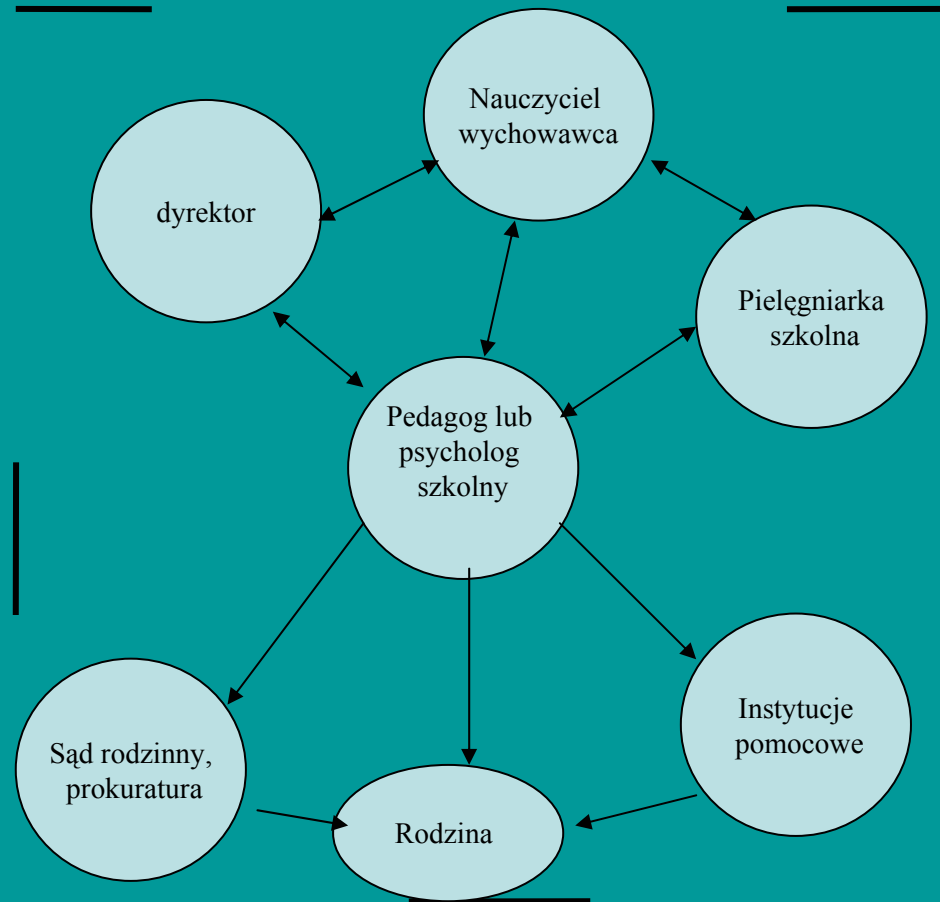 Nauczyciel
wychowawca
dyrektor
Pielęgniarka
szkolna
Pedagog lub
psycholog
szkolny
Sąd rodzinny,
prokuratura
Instytucje
pomocowe
Rodzina